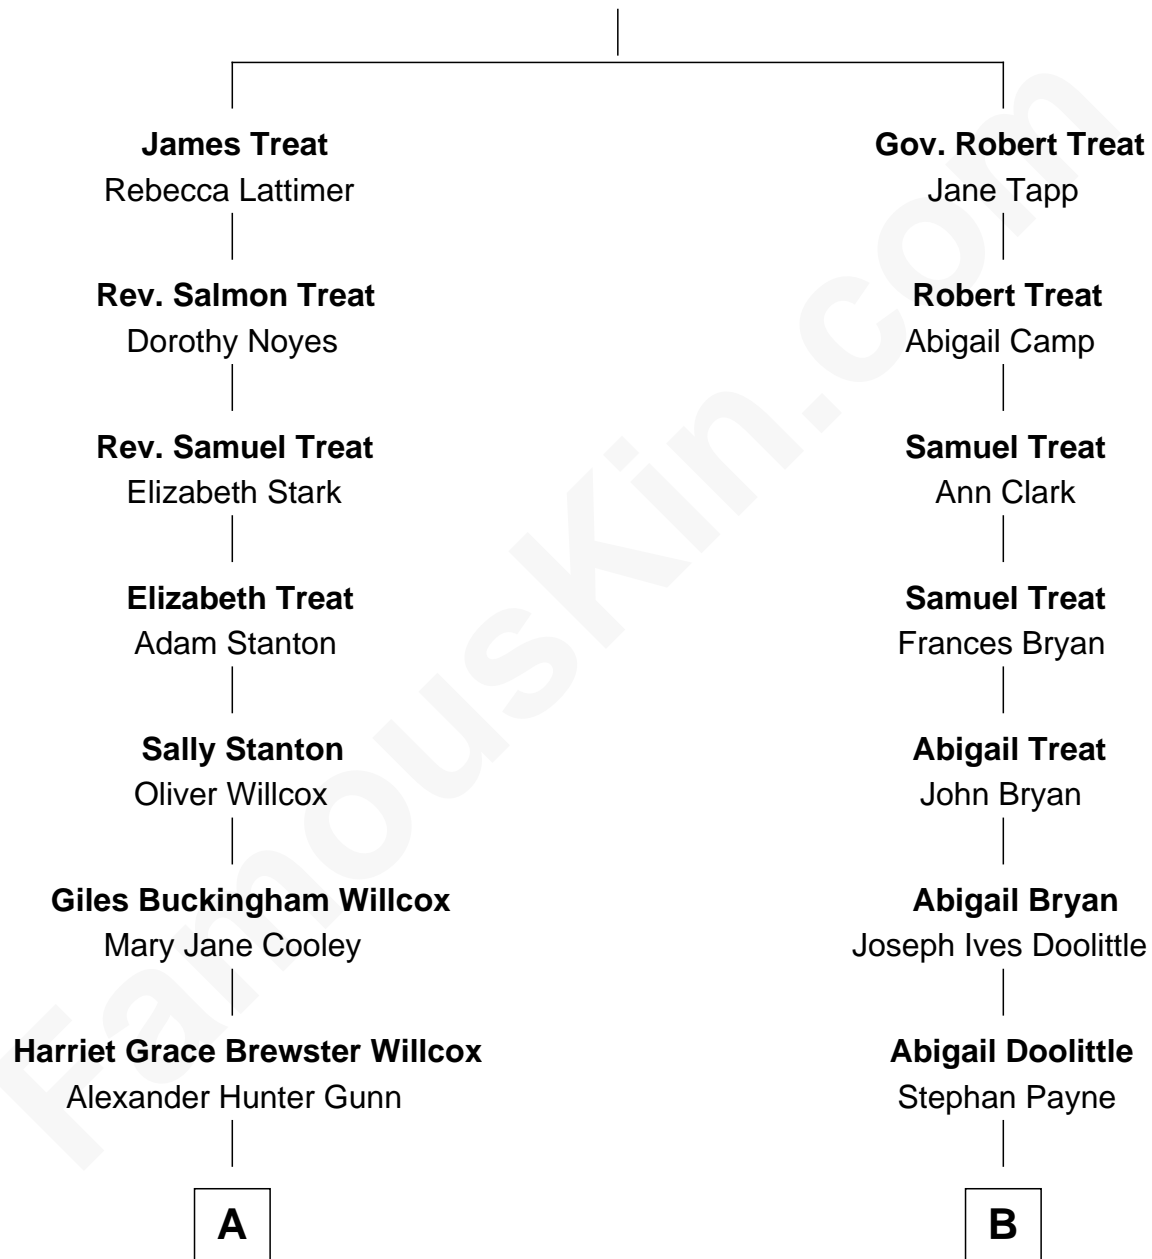 James Treat
Rebecca Lattimer
Rev. Salmon Treat
Dorothy Noyes
Rev. Samuel Treat
Elizabeth Stark
Elizabeth Treat
Adam Stanton
Sally Stanton
Oliver Willcox
Giles Buckingham Willcox
Mary Jane Cooley
Harriet Grace Brewster Willcox
Alexander Hunter Gunn
A
Gov. Robert Treat
Jane Tapp
Robert Treat
Abigail Camp
Samuel Treat
Ann Clark
Samuel Treat
Frances Bryan
Abigail Treat
John Bryan
Abigail Bryan
Joseph Ives Doolittle
Abigail Doolittle
Stephan Payne
B
FamousKin.com